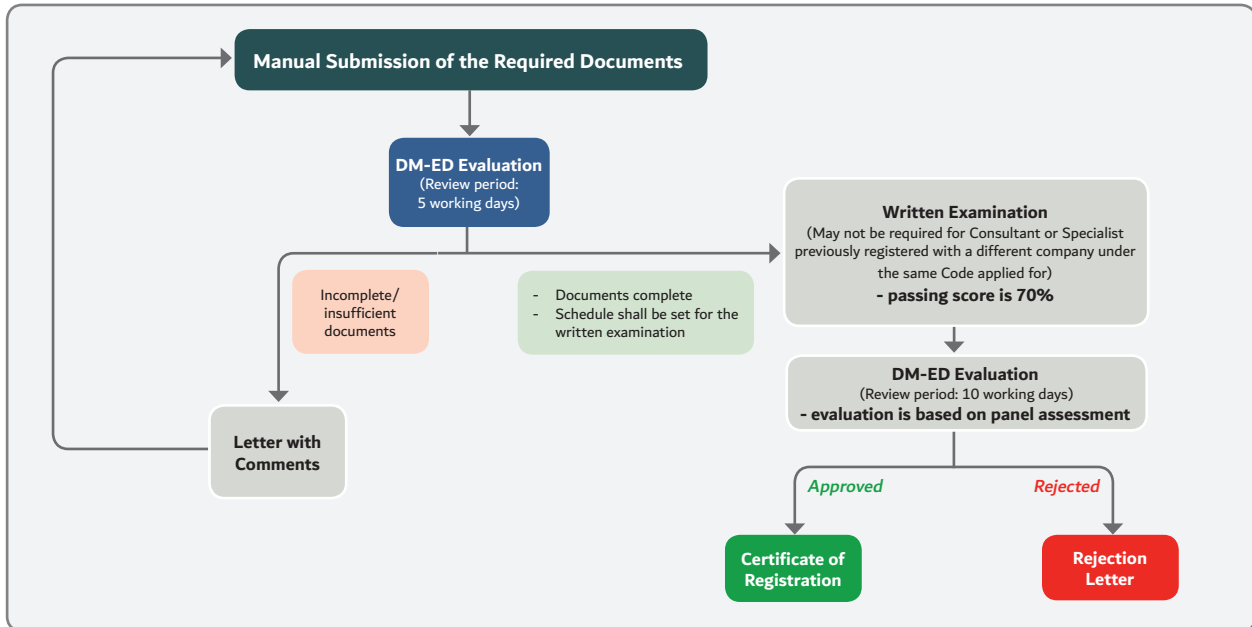 Manual Submission of the Required Documents
DM-ED Evaluation
(Review period:
5 working days)
Written Examination
(May not be required for Consultant or Specialist
previously registered with a different company under
the same Code applied for)
- passing score is 70%
Incomplete/
insufficient
documents
- Documents complete
- Schedule shall be set for the
written examination
DM-ED Evaluation
(Review period: 10 working days)
- evaluation is based on panel assessment
Letter with
Comments
Approved
Rejected
Certificate of
Registration
Rejection
Letter